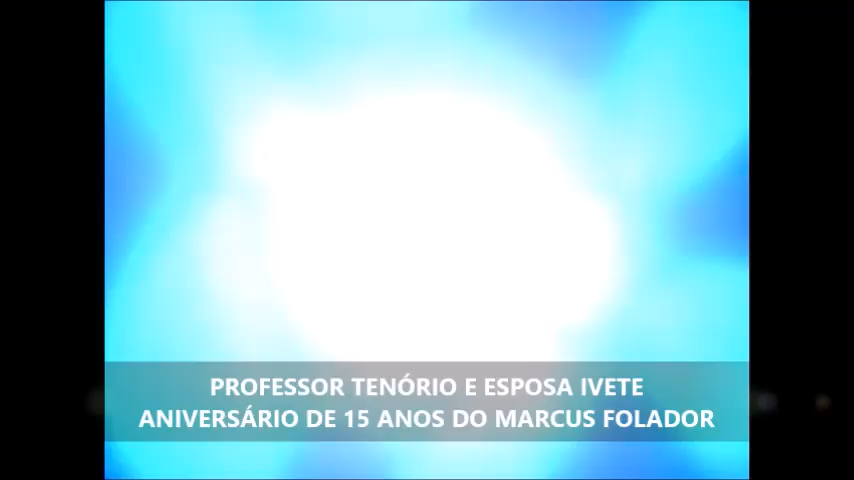 PROFESSOR TENÓRIO E ESPOSA IVETE
ANIVERSÁRIO DE 15 ANOS DO MARCUS FOLADOR